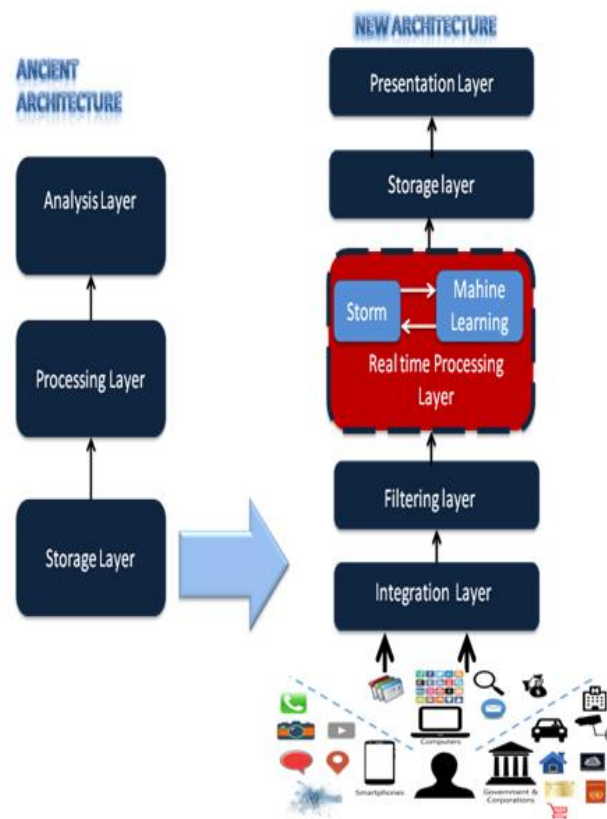 ANCIENT
ARCHITECTURE
Analysis Layer
Processing Layer
Storage Layer
NEW ARCHITECTURE
Presentation Layer
Storage layer
Storm
Mahine
Learning
Real time Processing
Layer
Filtering layer
Integration Layer
Computers
Smartphones
Government &
Corporations